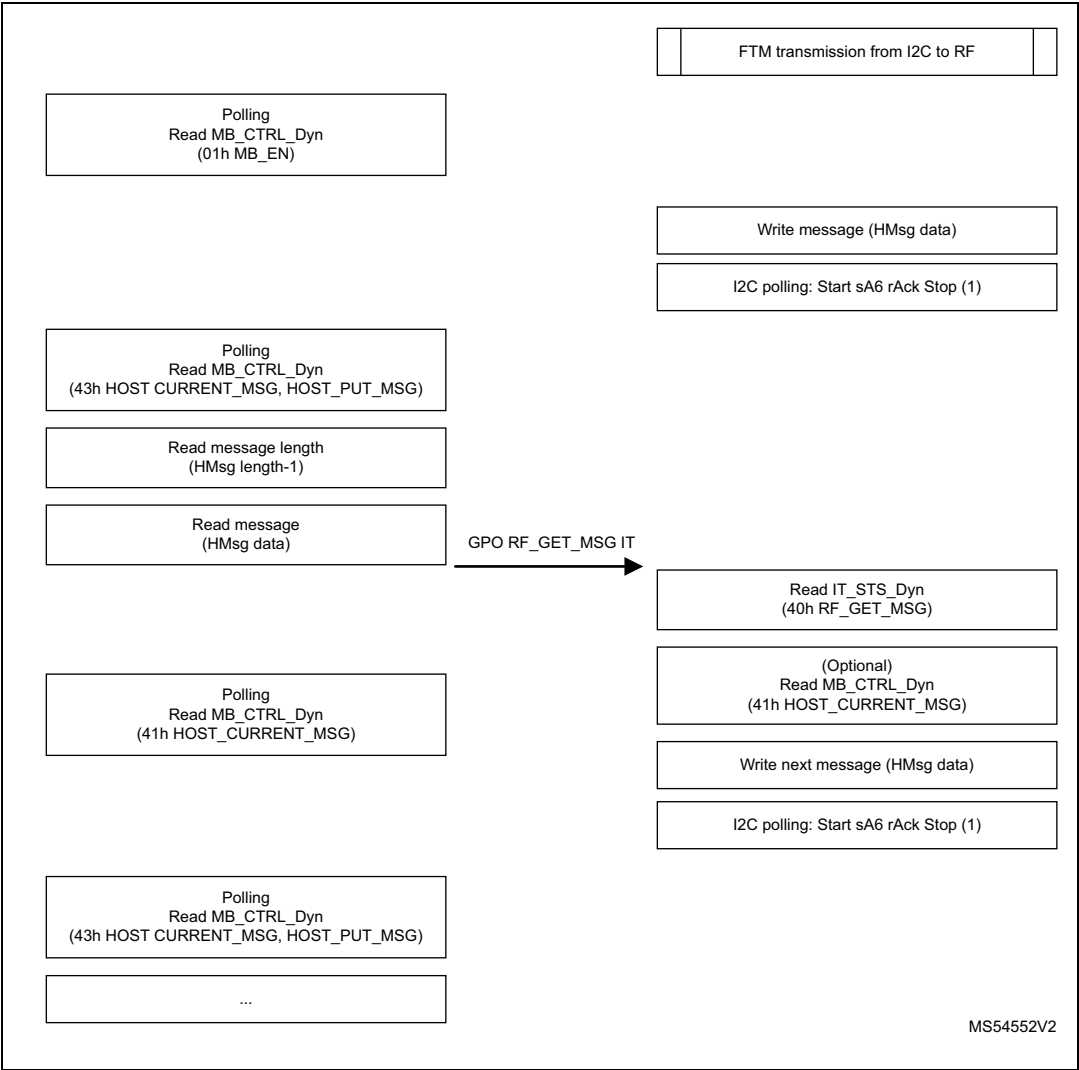 FTM transmission from I2C to RF
Polling
Read MB_CTRL_Dyn
(01h MB_EN)
Write message (HMsg data)
I2C polling: Start sA6 rAck Stop (1)
Polling
Read MB_CTRL_Dyn
(43h HOST CURRENT_MSG, HOST_PUT_MSG)
Read message length
(HMsg length-1)
Read message
(HMsg data)
GPO RF_GET_MSG IT
Read IT_STS_Dyn
(40h RF_GET_MSG)
(Optional)
Read MB_CTRL_Dyn
(41h HOST_CURRENT_MSG)
Polling
Read MB_CTRL_Dyn
(41h HOST_CURRENT_MSG)
Write next message (HMsg data)
I2C polling: Start sA6 rAck Stop (1)
Polling
Read MB_CTRL_Dyn
(43h HOST CURRENT_MSG, HOST_PUT_MSG)
...
MS54552V2